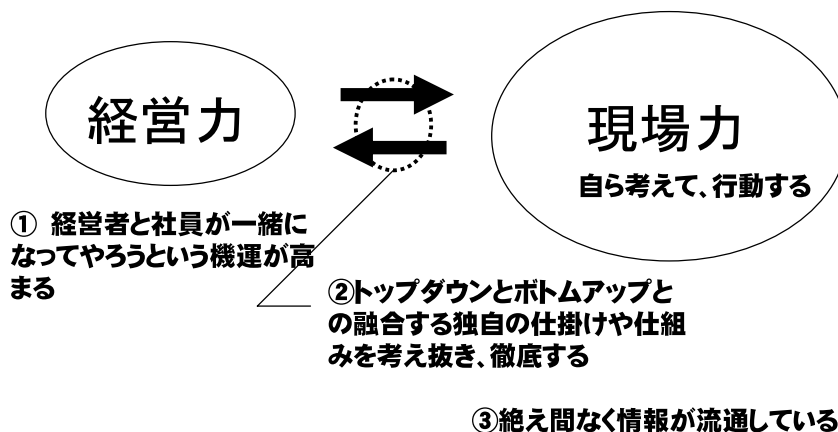 経営力
現場力
自ら考えて、行動する
① 経営者と社員が一緒に
なってやろうという機運が高
まる
②トップダウンとボトムアップと
の融合する独自の仕掛けや仕組
みを考え抜き、徹底する
③絶え間なく情報が流通している